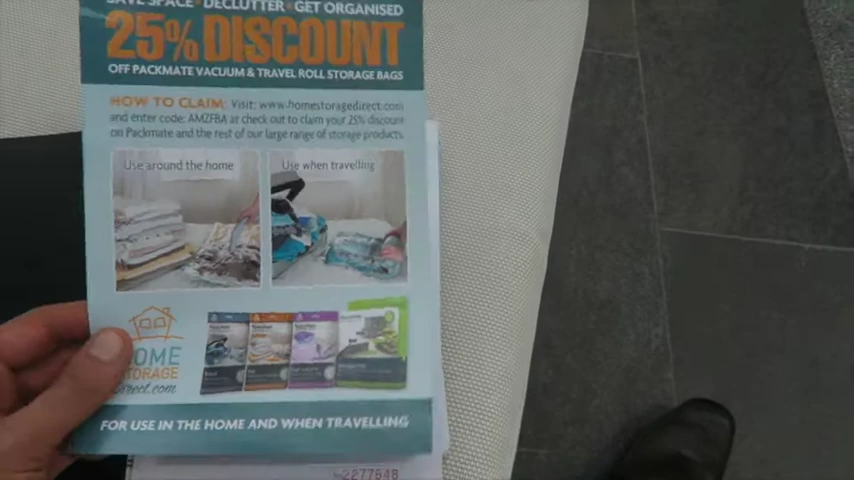 SAVE SPACE • DECLUTTER • GET ORGANISED
25% DISCOUNT
OFF PACKMATE VACUUM & TRAVEL ROLL STORAGE BAGS
HOW TO CLAIM: Visit: www.homestoragedirect.com
and enter code: AMZFBA at check out to claim your 25% discount
on Packmate and the rest of our large range of storage products.
Use around the home
Use when travelling
HOME
STORAGE
direct.com
FOR USE IN THE HOME AND WHEN TRAVELLING
2277648